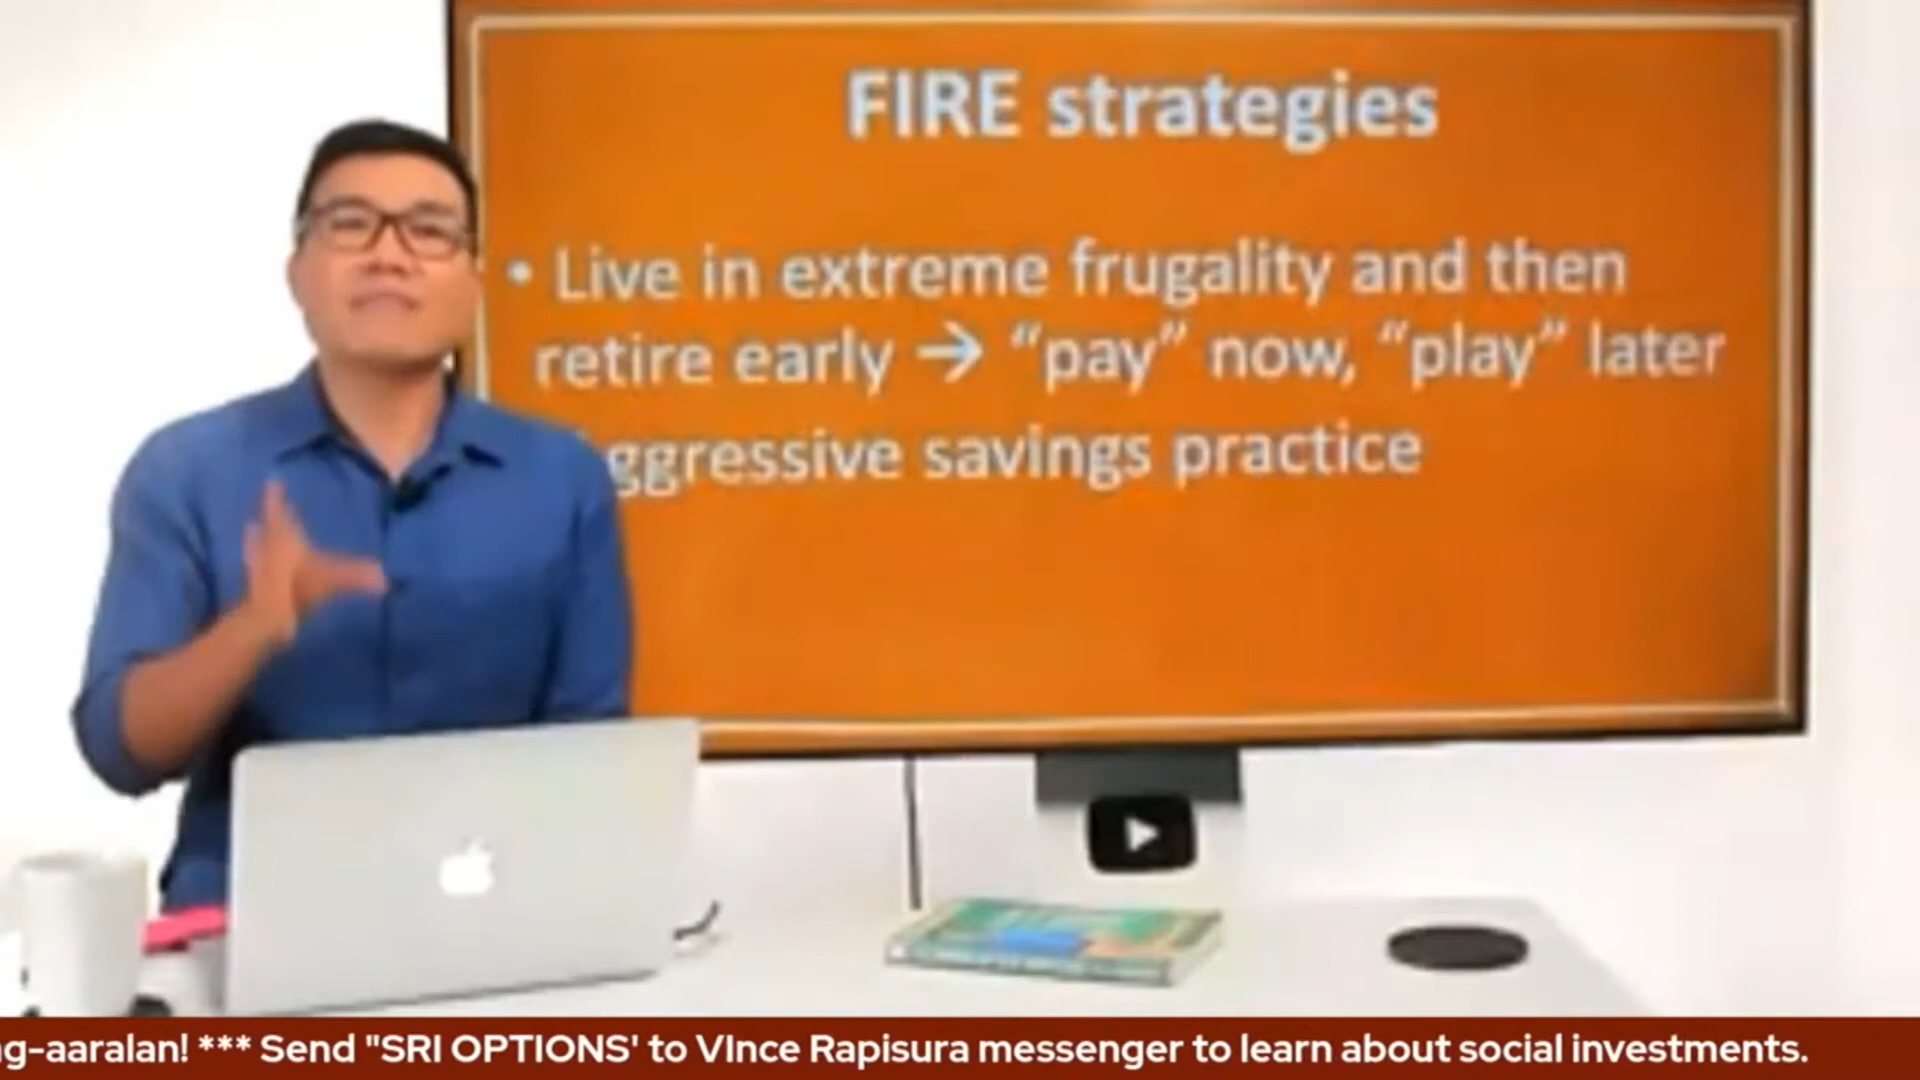 FIRE strategies
• Live in extreme frugality and then
retire early → “pay” now, “play” later
ggressive savings practice
g-aaralan! *** Send "SRI OPTIONS' to VInce Rapisura messenger to learn about social investments.